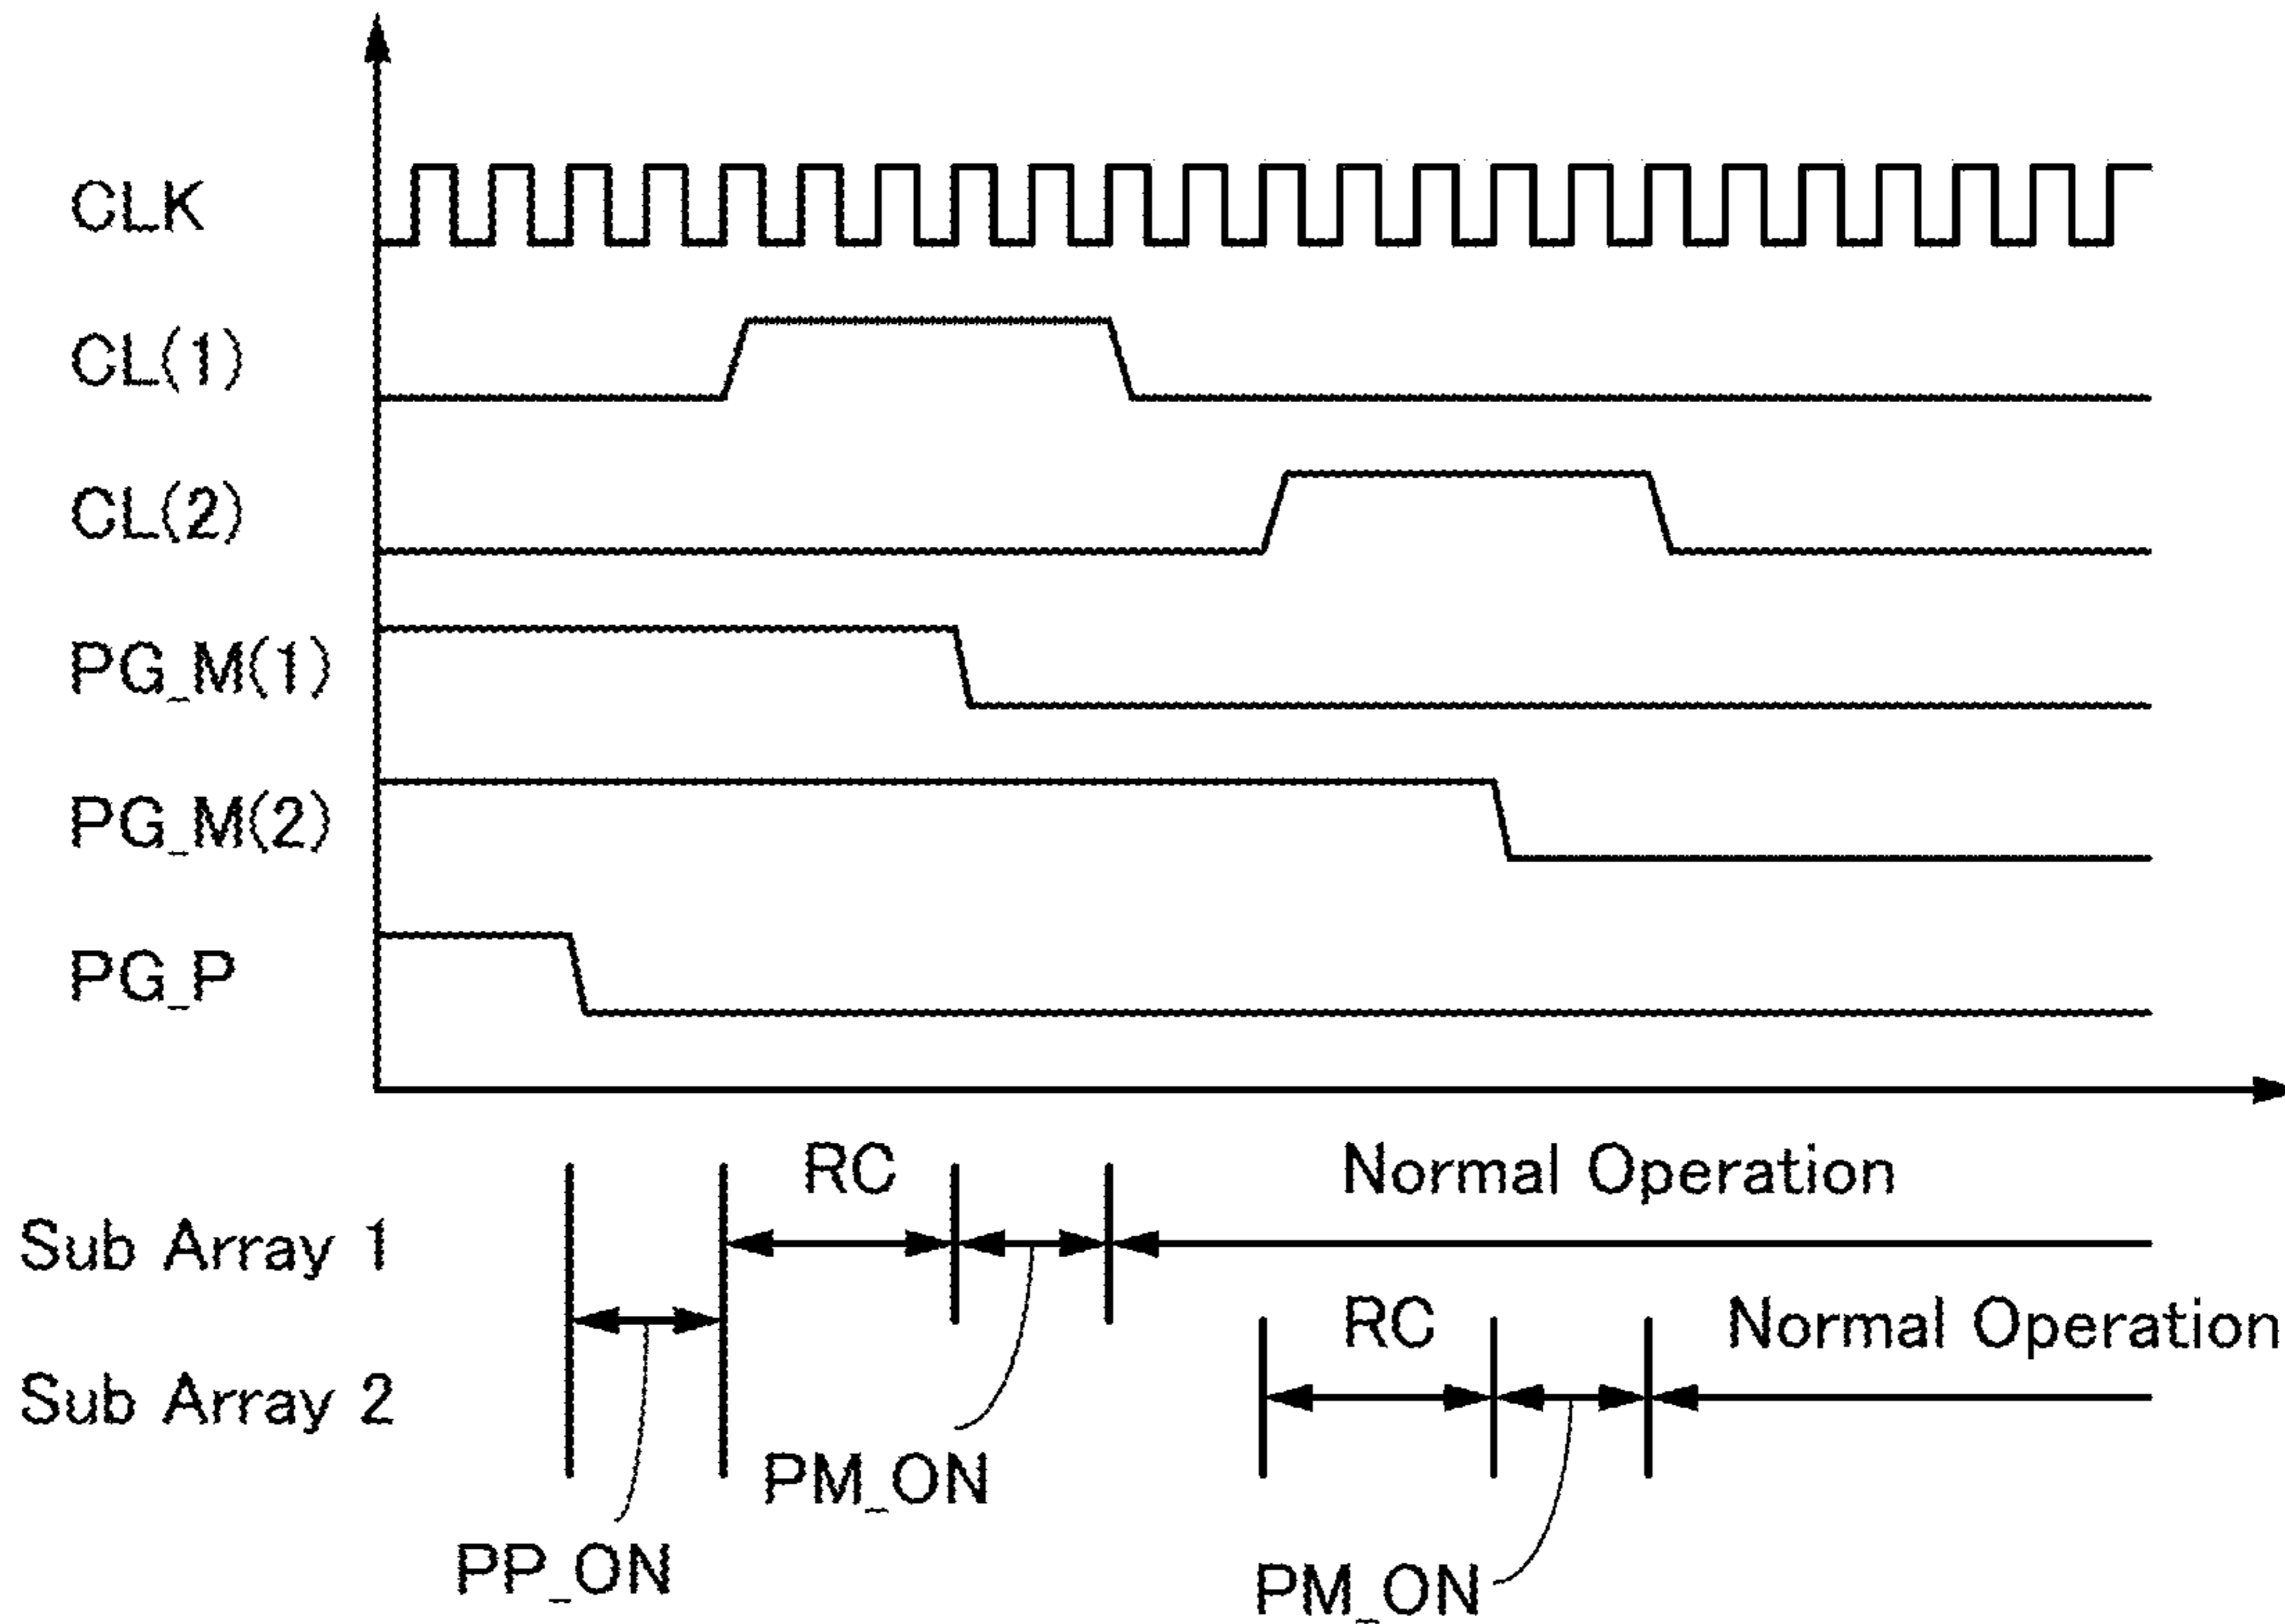 CLK
CL(1)
CL(2)
PG_M(1)
PG_M(2)
PG_P
RC
Normal Operation
Sub Array 1
RC
Normal Operation
Sub Array 2
PM_ON
PP_ON
PM_ON